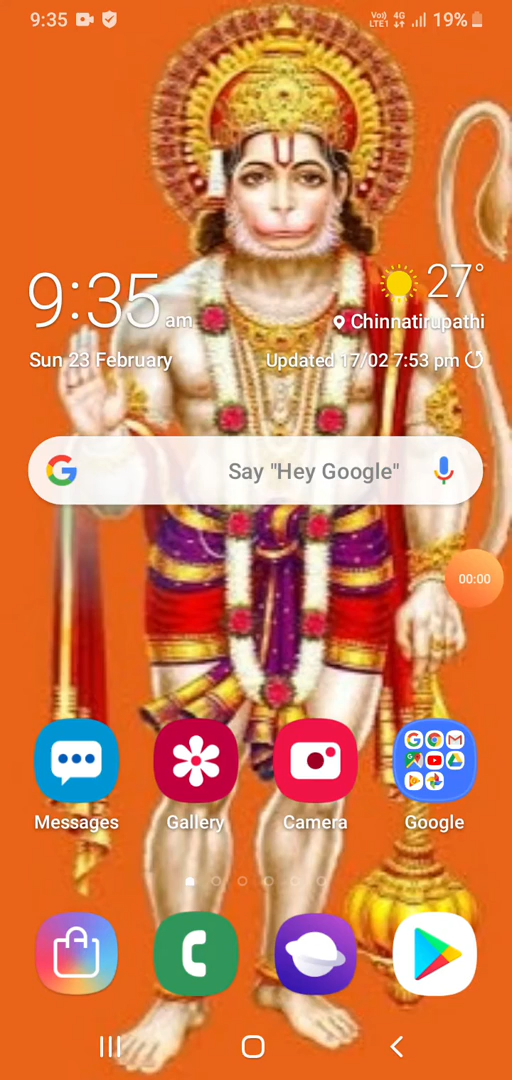 9:35
Vo)) 4G
LTE1
19%
9:35 am
27°
Chinnatirupathi
Sun 23 February
Updated 17/02 7:53 pm
Say "Hey Google"
00:00
Messages
Gallery
Camera
Google